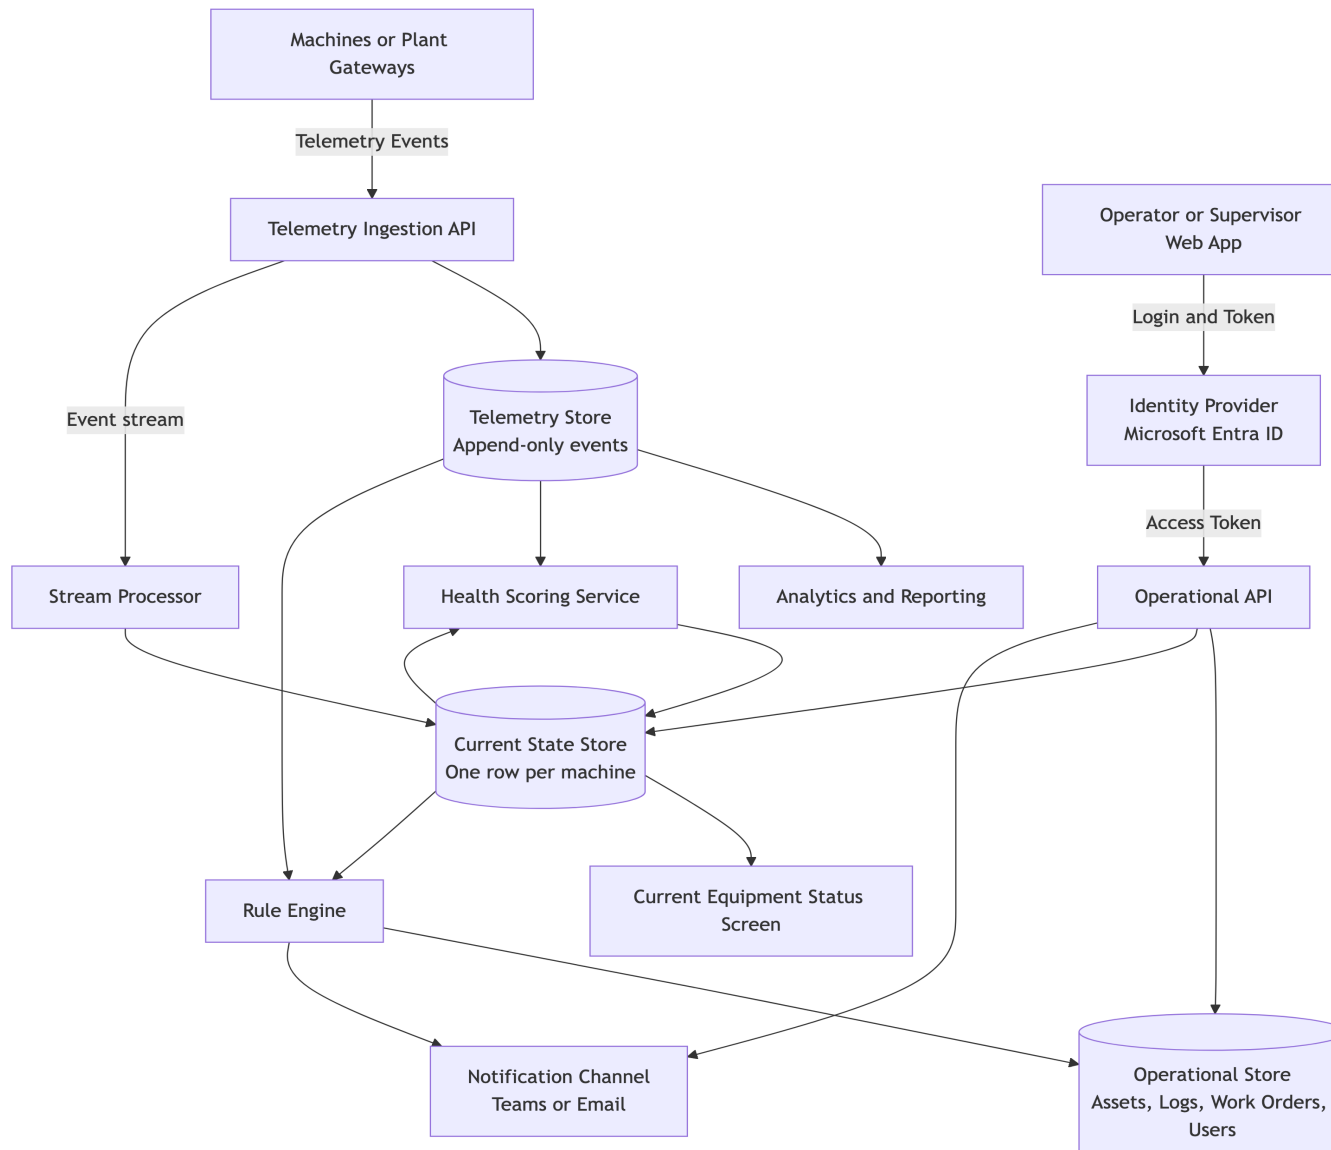 Machines or Plant
Gateways
Telemetry Events
Telemetry Ingestion API
Operator or Supervisor
Web App
Login and Token
Event stream
Telemetry Store
Append-only events
Identity Provider
Microsoft Entra ID
Access Token
Stream Processor
Health Scoring Service
Analytics and Reporting
Operational API
Current State Store
One row per machine
Rule Engine
Current Equipment Status
Screen
Notification Channel
Teams or Email
Operational Store
Assets, Logs, Work Orders,
Users